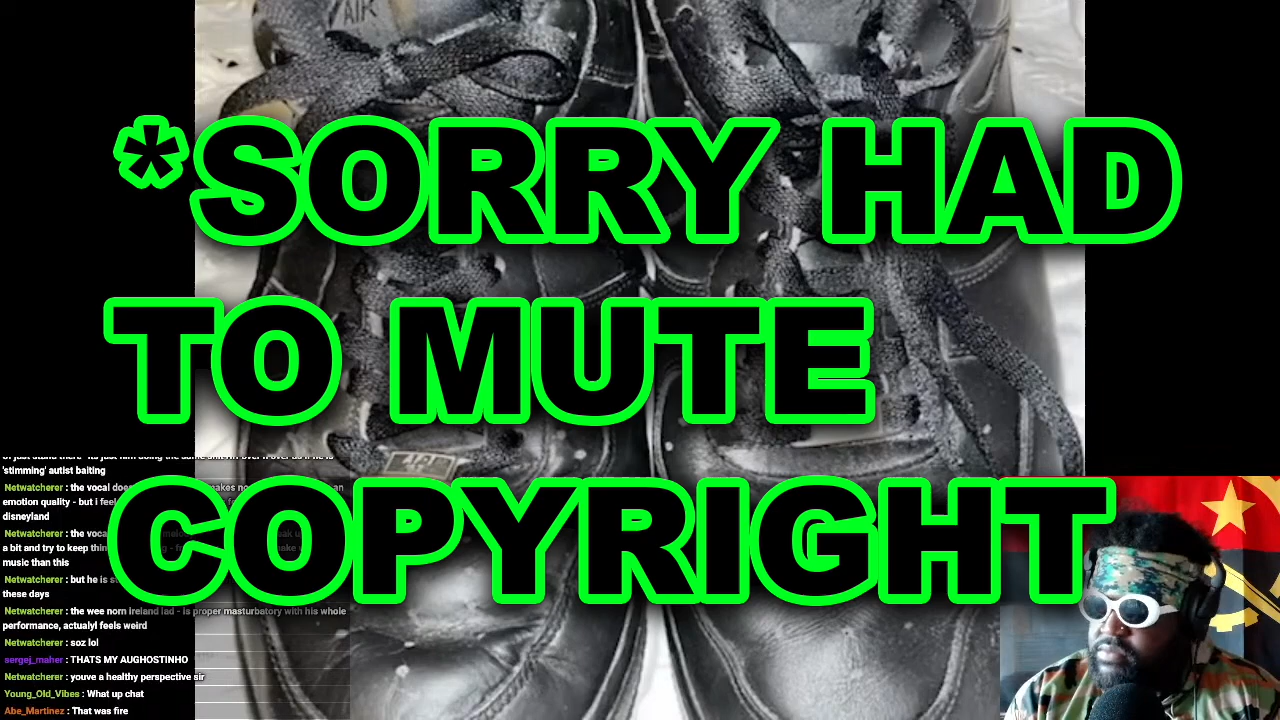 AIR
*SORRY HAD
TO MUTE
COPYRIGHT
'stimming' autist baiting
Netwatcherer : the vocal
emotion quality - but i
disneyland
Netwatcherer : the
a bit and try to keep
music than this
Netwatcherer : but he is
these days
Netwatcherer : the wee norn ireland lad - is proper masturbatory with his whole
performance, actualyl feels weird
Netwatcherer : soz lol
sergej_maher : THATS MY AUGHOSTINHO
Netwatcherer : youve a healthy perspective sir
Young_Old_Vibes : What up chat
Abe_Martinez : That was fire